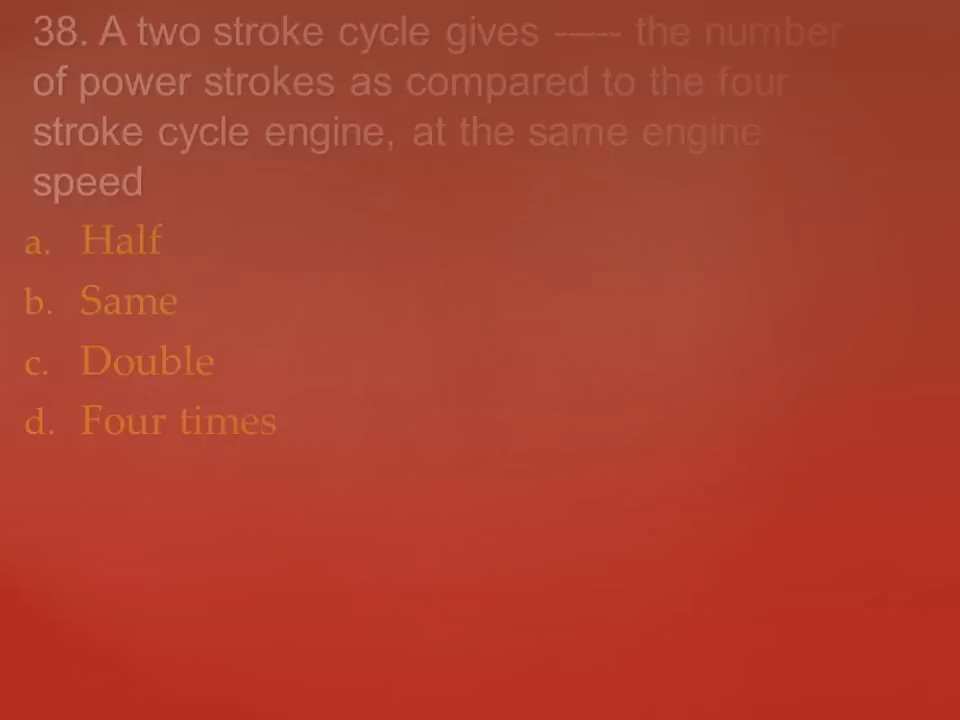 38. A two stroke cycle gives ----- the number
of power strokes as compared to the four
stroke cycle engine, at the same engine
speed
a. Half
b. Same
c. Double
d. Four times